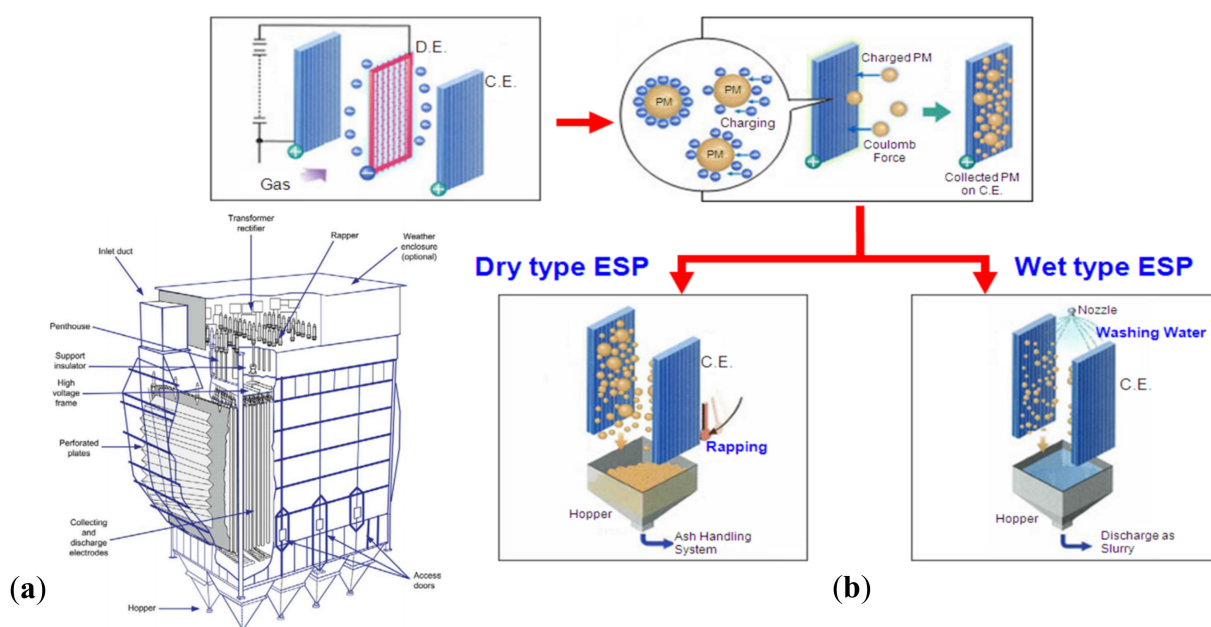 D.E.
C.E.
Gas
PM
PM
PM
Charging
Charged PM
Coulomb
Force
Collected PM
on C.E.
Transformer
rectifier
Rapper
Weather
enclosure
(optional)
Inlet duct
Penthouse
Support
insulator
High
voltage
frame
Perforated
plates
Collecting
and
discharge
electrodes
Access
doors
Hopper
(a)
Dry type ESP
C.E.
Rapping
Hopper
Ash Handling
System
Wet type ESP
Nozzle
Washing Water
C.E.
Hopper
Discharge as
Slurry
(b)